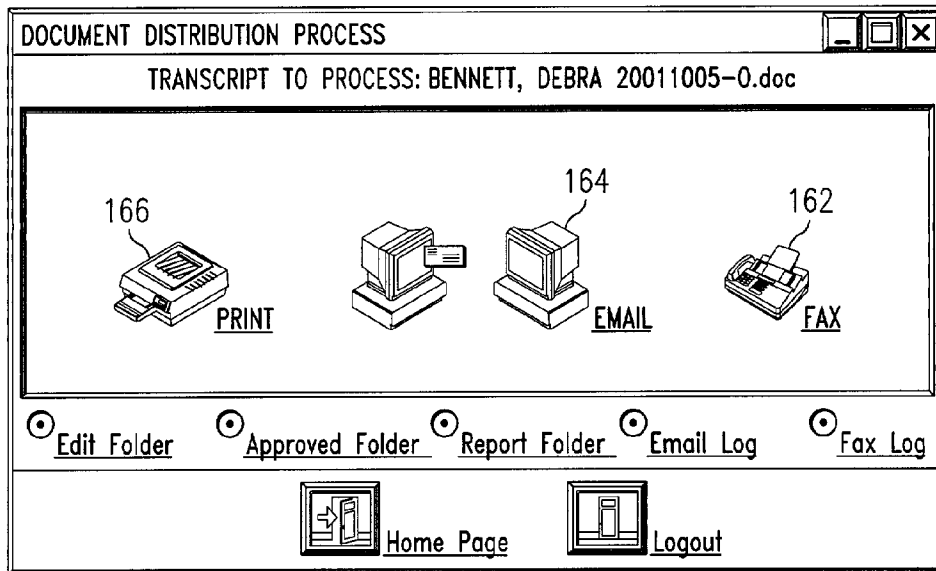 DOCUMENT DISTRIBUTION PROCESS
TRANSCRIPT TO PROCESS: BENNETT, DEBRA 20011005-0.doc
166
164
162
PRINT
EMAIL
FAX
Edit Folder Approved Folder Report Folder Email Log Fax Log
Home Page Logout